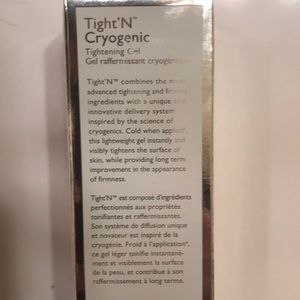 Tight'N™
Cryogenic
Tightening Gel
Gel raffermissant cryogénique
Tight'N™ combines the most
advanced tightening and firming
ingredients with a unique and
innovative delivery system
inspired by the science of
cryogenics. Cold when applied*,
this lightweight gel instantly and
visibly tightens the surface of
skin, while providing long term
improvement in the appearance
of firmness.
Tight'N™ est composé d'ingrédients
perfectionnés aux propriétés
tonifiantes et raffermissantes.
Son système de diffusion unique
et novateur est inspiré de la
cryogénie. Froid à l'application*,
ce gel léger tonifie instantané-
ment et visiblement la surface
de la peau, et contribue à son
raffermissement à long terme.